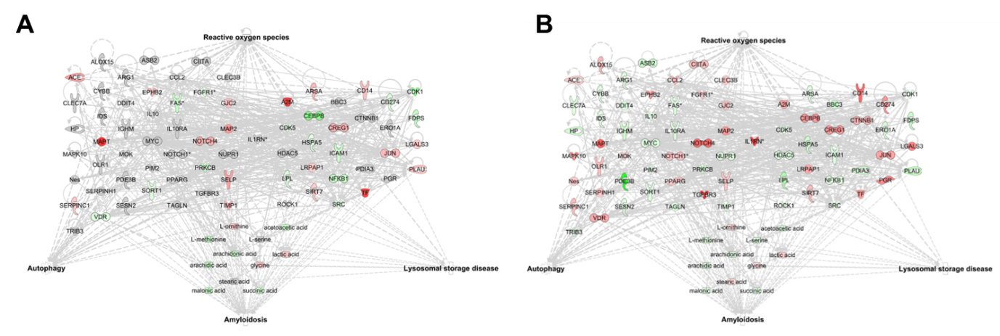 A
Reactive oxygen species
ALOX15 ASB2 CIITA
ACE ARG1 CCL2 CLEC3B
CYBB EPHB2 FGFR1* A2M ARSA CD14 CDK1
CLEC7A DDIT4 FAS* GJC2 BBC3 CD274
IDS IL10 CEBPB CTNNB1 FDPS
HP IGHM IL10RA MAP2 CDK5 CREG1 ERO1A
MAPT MYC NOTCH4 IL1RN* HSPA5 LGALS3
MAPK10 MOK NOTCH1* NUPR1 HDAC5 ICAM1 JUN
OLR1 PIM2 PRKCB LRPAP1 PDIA3 PLAU
Nes PDE3B PPARG SELP LPL NFKB1 PGR
SERPINH1 SORT1 TGFBR3 SIRT7 TF
SERPINC1 SESN2 TAGLN TIMP1 ROCK1 SRC
VDR
TRIB3
L-ornithine acetoacetic acid
L-methionine L-serine
arachidonic acid lactic acid
arachidic acid glycine
Autophagy Lysosomal storage disease
stearic acid
malonic acid succinic acid
Amyloidosis
B
Reactive oxygen species
ALOX15 ASB2 CIITA
ACE ARG1 CCL2 CLEC3B
CYBB EPHB2 FGFR1* ARSA CD14 CDK1
CLEC7A DDIT4 FAS* GJC2 A2M BBC3 CD274
IDS IL10 CEBPB CTNNB1 FDPS
HP IGHM IL10RA MAP2 CDK5 CREG1 ERO1A
MAPT MYC NOTCH4 IL1RN* HSPA5 LGALS3
MAPK10 MOK NOTCH1* NUPR1 HDAC5 ICAM1 JUN
OLR1 PIM2 PRKCB LRPAP1 PDIA3 PLAU
Nes PDE3B PPARG SELP LPL NFKB1 PGR
SERPINH1 SORT1 TGFBR3 SIRT7 TF
SERPINC1 SESN2 TAGLN TIMP1 ROCK1 SRC
VDR
TRIB3
L-ornithine acetoacetic acid
L-methionine L-serine
arachidonic acid lactic acid
arachidic acid glycine
Autophagy Lysosomal storage disease
stearic acid
malonic acid succinic acid
Amyloidosis